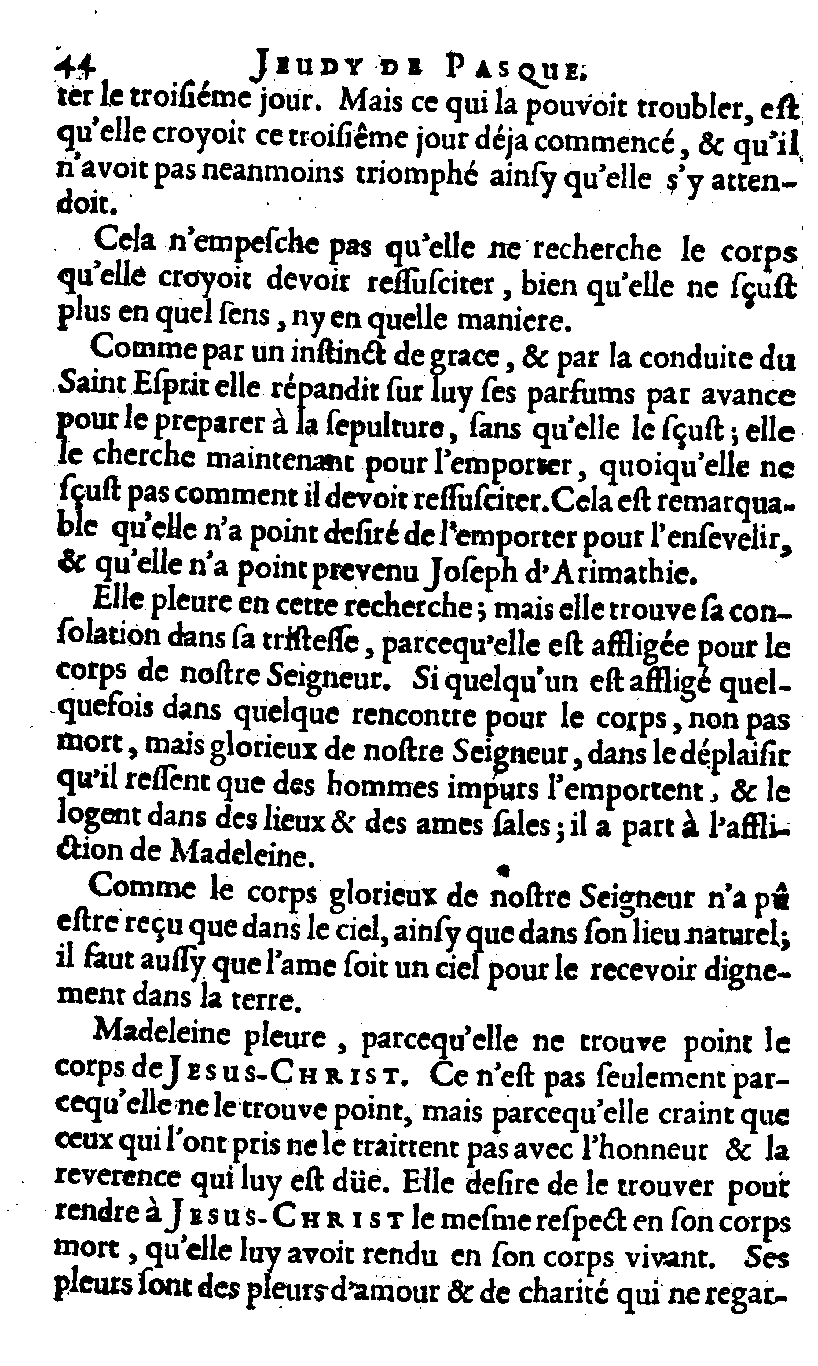 44 JEUDY DE PASQUE.
ter le troiſiéme jour. Mais ce qui la pouvoit troubler, eſt
qu'elle croyoit ce troiſiême jour déja commencé, & qu'il
n'avoit pas neanmoins triomphé ainſy qu'elle s'y atten-
doit.
Cela n'empeſche pas qu'elle ne recherche le corps
qu'elle croyoit devoir reſſuſciter, bien qu'elle ne ſçuſt
plus en quel ſens, ny en quelle maniere.
Comme par un inſtinct de grace, & par la conduite du
Saint Eſprit elle répandit ſur luy ſes parfums par avance
pour le preparer à la ſepulture, ſans qu'elle le ſçuſt; elle
le cherche maintenant pour l'emporter, quoiqu'elle ne
ſçuſt pas comment il devoit reſſuſciter. Cela eſt remarqua-
ble qu'elle n'a point deſiré de l'emporter pour l'enſevelir,
& qu'elle n'a point prevenu Joſeph d'Arimathie.
Elle pleure en cette recherche; mais elle trouve ſa con-
ſolation dans ſa triſteſſe, parcequ'elle eſt affligée pour le
corps de noſtre Seigneur. Si quelqu'un eſt affligé quel-
quefois dans quelque rencontre pour le corps, non pas
mort, mais glorieux de noſtre Seigneur, dans le déplaiſir
qu'il reſſent que des hommes impurs l'emportent, & le
logent dans des lieux & des ames ſales; il a part à l'affli-
ction de Madeleine.
Comme le corps glorieux de noſtre Seigneur n'a pû
eſtre reçu que dans le ciel, ainſy que dans ſon lieu naturel;
il faut auſſy que l'ame ſoit un ciel pour le recevoir digne-
ment dans la terre.
Madeleine pleure, parcequ'elle ne trouve point le
corps de JESUS-CHRIST. Ce n'eſt pas ſeulement par-
cequ'elle ne le trouve point, mais parcequ'elle craint que
ceux qui l'ont pris ne le traittent pas avec l'honneur & la
reverence qui luy eſt düe. Elle deſire de le trouver pour
rendre à JESUS-CHRIST le meſme reſpect en ſon corps
mort, qu'elle luy avoit rendu en ſon corps vivant. Ses
pleurs ſont des pleurs d'amour & de charité qui ne regar-